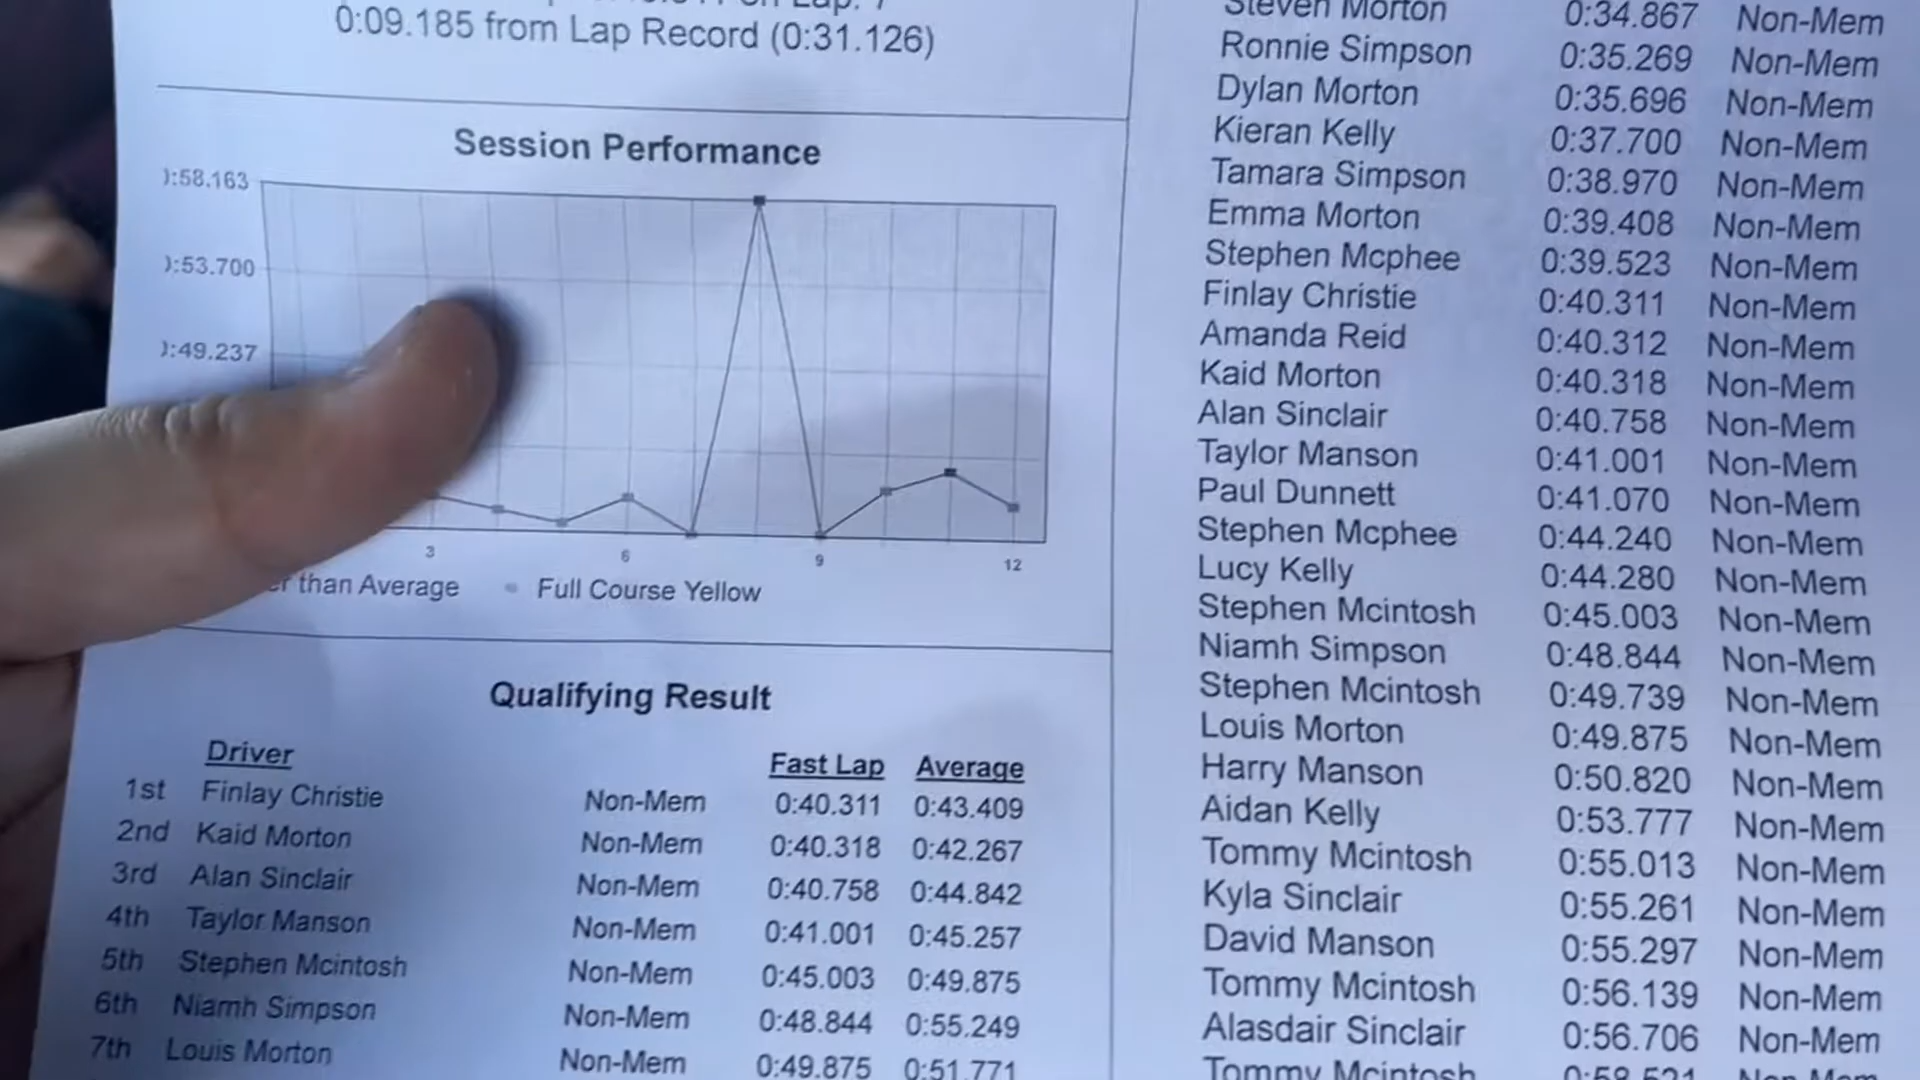 0:09.185 from Lap Record (0:31.126)
Session Performance
):58.163
):53.700
):49.237
3 6 9 12
than Average Full Course Yellow
Qualifying Result
Driver Fast Lap Average
1st Finlay Christie Non-Mem 0:40.311 0:43.409
2nd Kaid Morton Non-Mem 0:40.318 0:42.267
3rd Alan Sinclair Non-Mem 0:40.758 0:44.842
4th Taylor Manson Non-Mem 0:41.001 0:45.257
5th Stephen Mcintosh Non-Mem 0:45.003 0:49.875
6th Niamh Simpson Non-Mem 0:48.844 0:55.249
7th Louis Morton Non-Mem 0:49.875 0:51.771
Steven Morton 0:34.867 Non-Mem
Ronnie Simpson 0:35.269 Non-Mem
Dylan Morton 0:35.696 Non-Mem
Kieran Kelly 0:37.700 Non-Mem
Tamara Simpson 0:38.970 Non-Mem
Emma Morton 0:39.408 Non-Mem
Stephen Mcphee 0:39.523 Non-Mem
Finlay Christie 0:40.311 Non-Mem
Amanda Reid 0:40.312 Non-Mem
Kaid Morton 0:40.318 Non-Mem
Alan Sinclair 0:40.758 Non-Mem
Taylor Manson 0:41.001 Non-Mem
Paul Dunnett 0:41.070 Non-Mem
Stephen Mcphee 0:44.240 Non-Mem
Lucy Kelly 0:44.280 Non-Mem
Stephen Mcintosh 0:45.003 Non-Mem
Niamh Simpson 0:48.844 Non-Mem
Stephen Mcintosh 0:49.739 Non-Mem
Louis Morton 0:49.875 Non-Mem
Harry Manson 0:50.820 Non-Mem
Aidan Kelly 0:53.777 Non-Mem
Tommy Mcintosh 0:55.013 Non-Mem
Kyla Sinclair 0:55.261 Non-Mem
David Manson 0:55.297 Non-Mem
Tommy Mcintosh 0:56.139 Non-Mem
Alasdair Sinclair 0:56.706 Non-Mem
Tommy Mcintosh